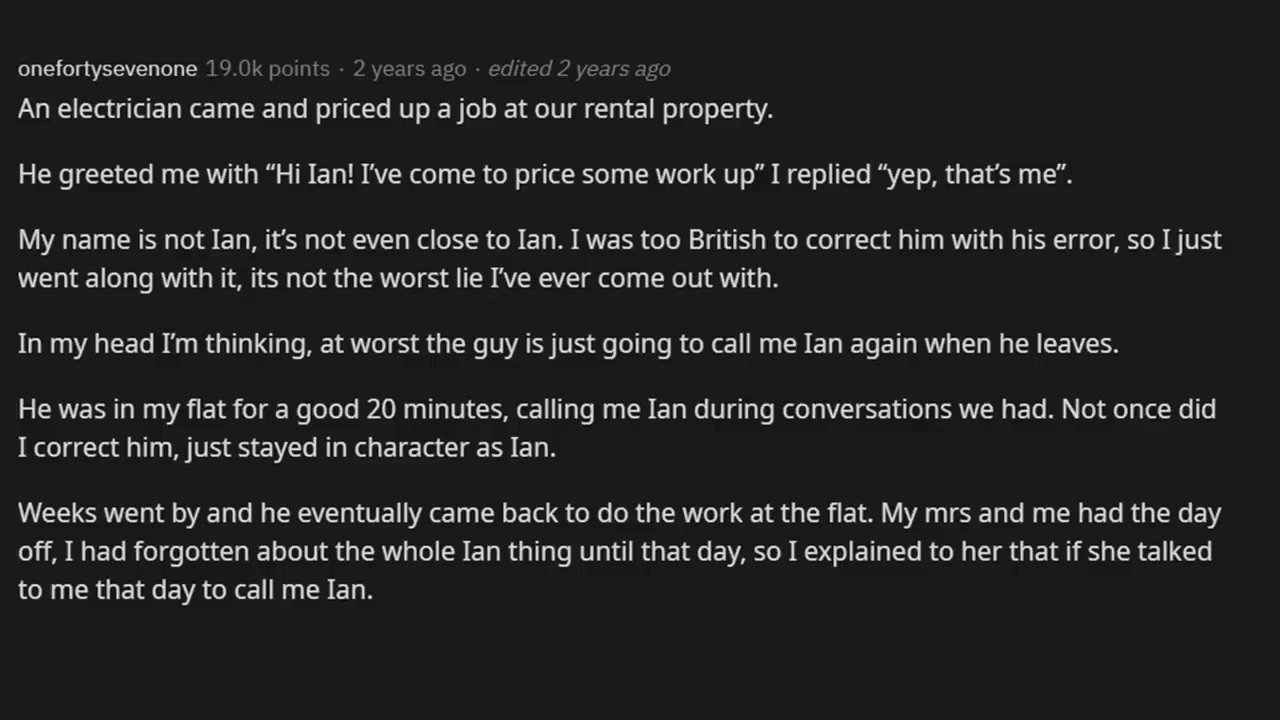 onefortysevenone 19.0k points · 2 years ago · edited 2 years ago
An electrician came and priced up a job at our rental property.
He greeted me with “Hi Ian! I’ve come to price some work up” I replied “yep, that’s me”.
My name is not Ian, it’s not even close to Ian. I was too British to correct him with his error, so I just
went along with it, its not the worst lie I’ve ever come out with.
In my head I’m thinking, at worst the guy is just going to call me Ian again when he leaves.
He was in my flat for a good 20 minutes, calling me Ian during conversations we had. Not once did
I correct him, just stayed in character as Ian.
Weeks went by and he eventually came back to do the work at the flat. My mrs and me had the day
off, I had forgotten about the whole Ian thing until that day, so I explained to her that if she talked
to me that day to call me Ian.